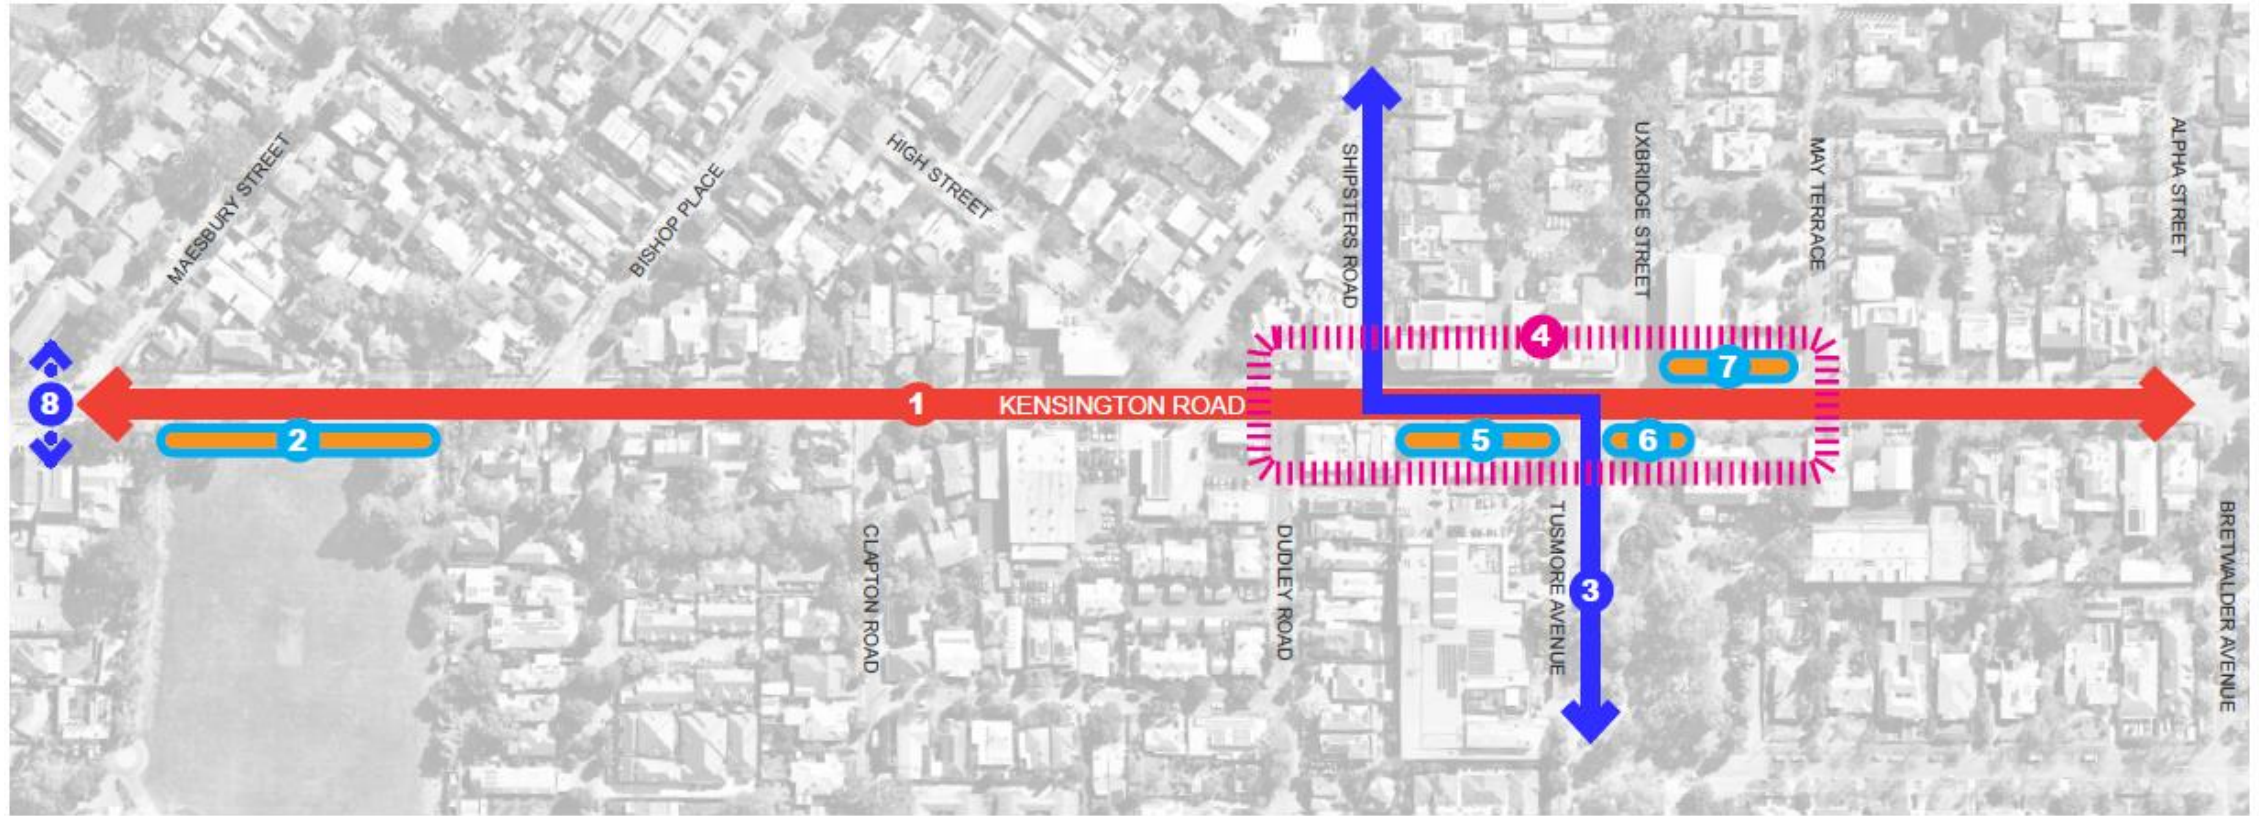 MAESBURY STREET
BISHOP PLACE
HIGH STREET
SHIPSTERS ROAD
UXBRIDGE STREET
MAY TERRACE
ALPHA STREET
4
7
8
1
KENSINGTON ROAD
2
5
6
CLAPTON ROAD
DUDLEY ROAD
TUSMORE AVENUE
3
BRETWALDER AVENUE